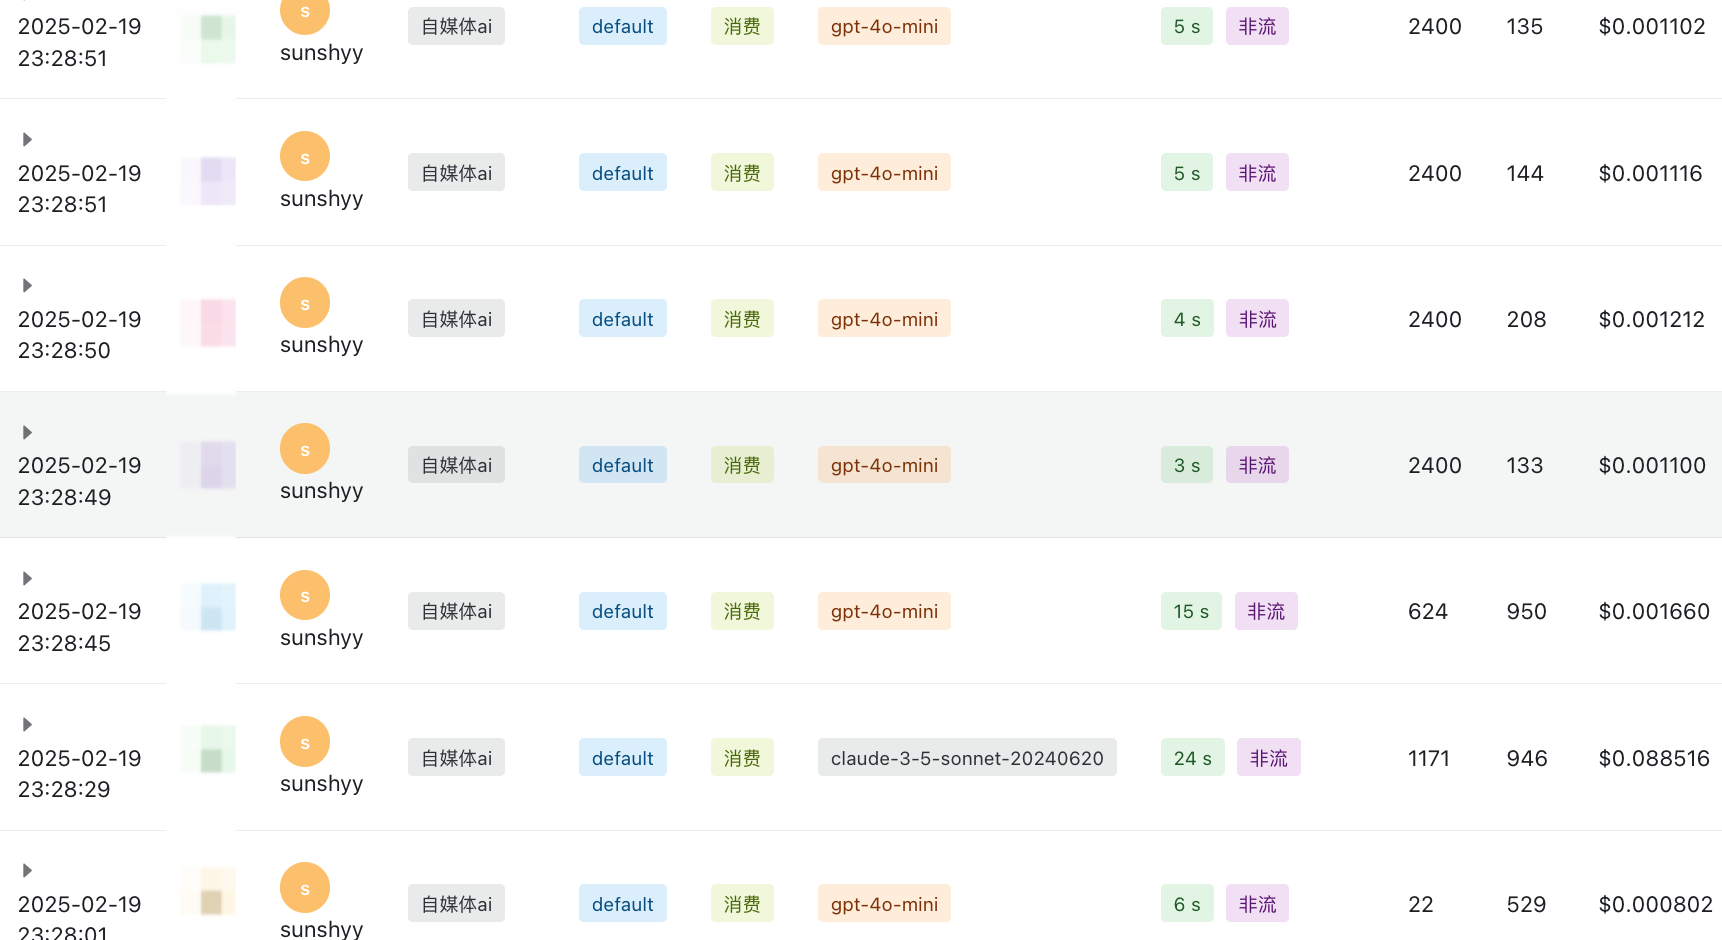 2025-02-19
23:28:51
s
sunshyy
自媒体ai
default
消费
gpt-4o-mini
5 s
非流
2400
135
$0.001102
2025-02-19
23:28:51
s
sunshyy
自媒体ai
default
消费
gpt-4o-mini
5 s
非流
2400
144
$0.001116
2025-02-19
23:28:50
s
sunshyy
自媒体ai
default
消费
gpt-4o-mini
4 s
非流
2400
208
$0.001212
2025-02-19
23:28:49
s
sunshyy
自媒体ai
default
消费
gpt-4o-mini
3 s
非流
2400
133
$0.001100
2025-02-19
23:28:45
s
sunshyy
自媒体ai
default
消费
gpt-4o-mini
15 s
非流
624
950
$0.001660
2025-02-19
23:28:29
s
sunshyy
自媒体ai
default
消费
claude-3-5-sonnet-20240620
24 s
非流
1171
946
$0.088516
2025-02-19
23:28:01
s
sunshyy
自媒体ai
default
消费
gpt-4o-mini
6 s
非流
22
529
$0.000802